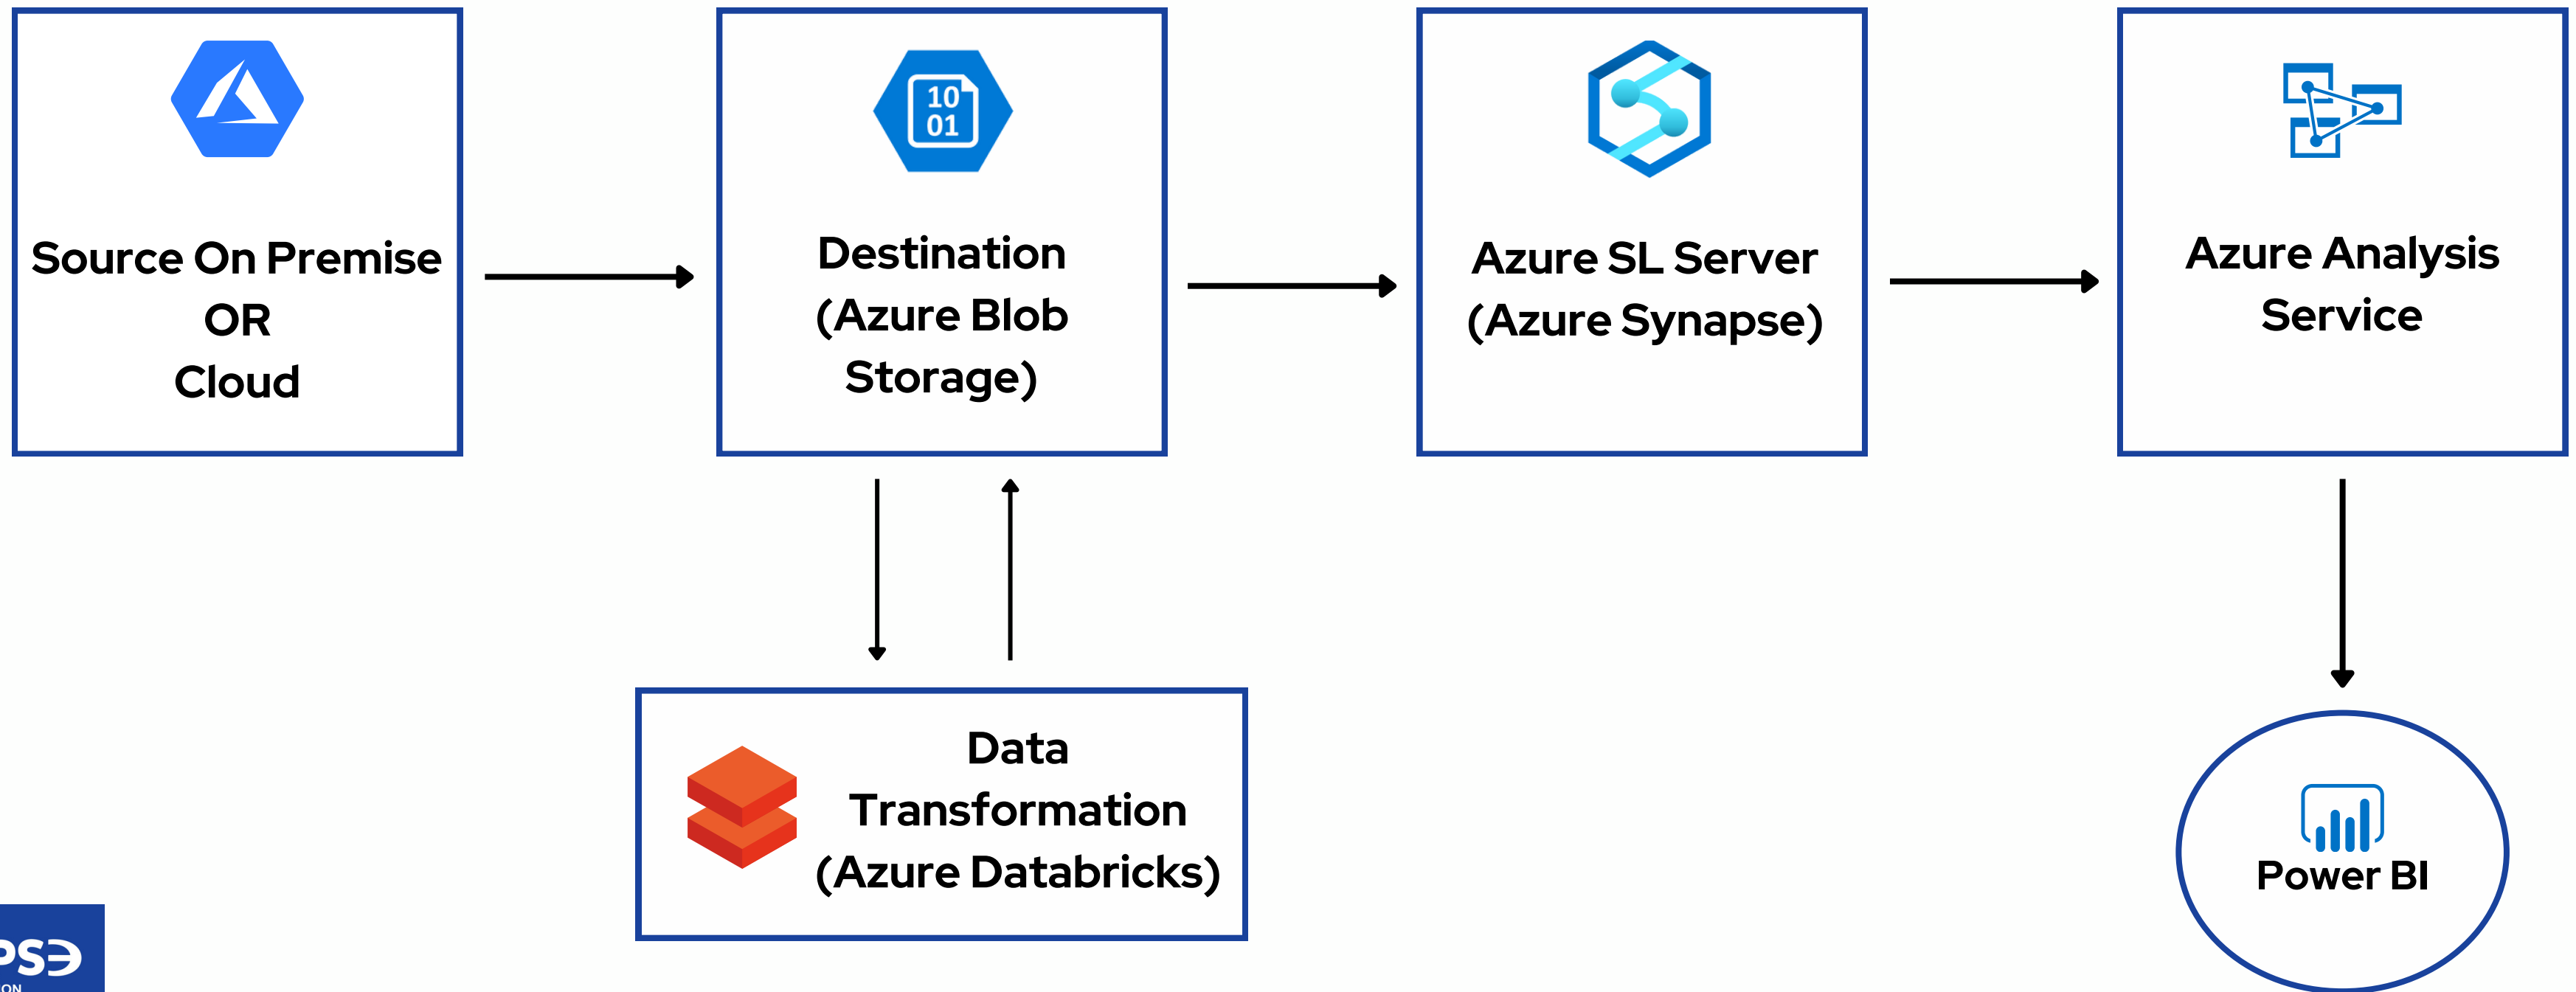 Source On Premise
OR
Cloud
10
01
Destination
(Azure Blob
Storage)
Azure SL Server
(Azure Synapse)
Azure Analysis
Service
Data
Transformation
(Azure Databricks)
Power BI